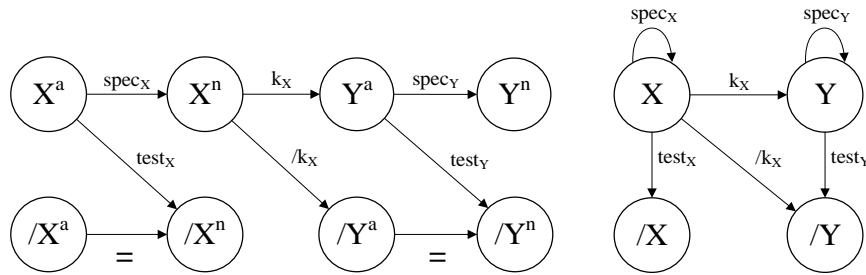 spec_X spec_Y
X^a spec_X X^n k_X Y^a spec_Y Y^n X k_X Y
test_X /k_X test_Y test_X /k_X test_Y
/X^a = /X^n /Y^a = /Y^n /X /Y